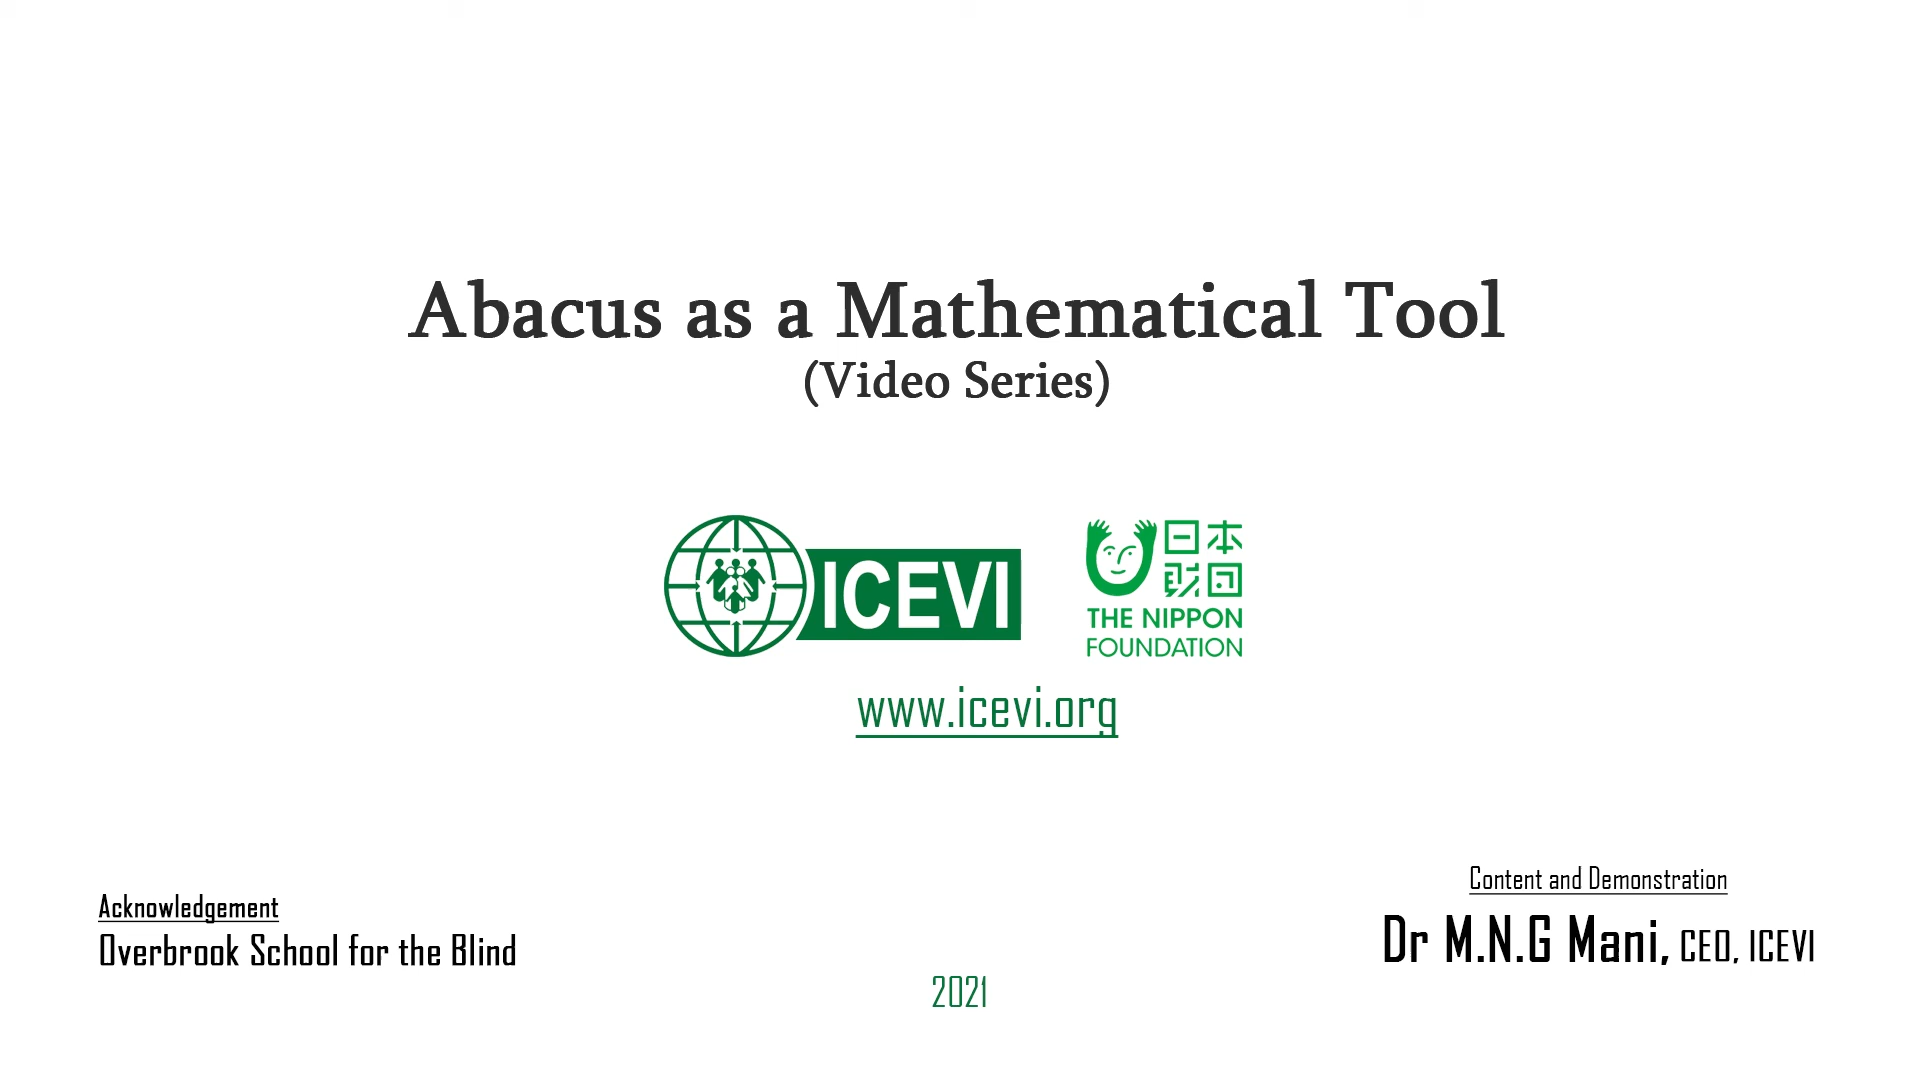 Abacus as a Mathematical Tool
(Video Series)
ICEVI
日本
財団
THE NIPPON
FOUNDATION
www.icevi.org
Acknowledgement
Overbrook School for the Blind
Content and Demonstration
Dr M.N.G Mani, CEO, ICEVI
2021